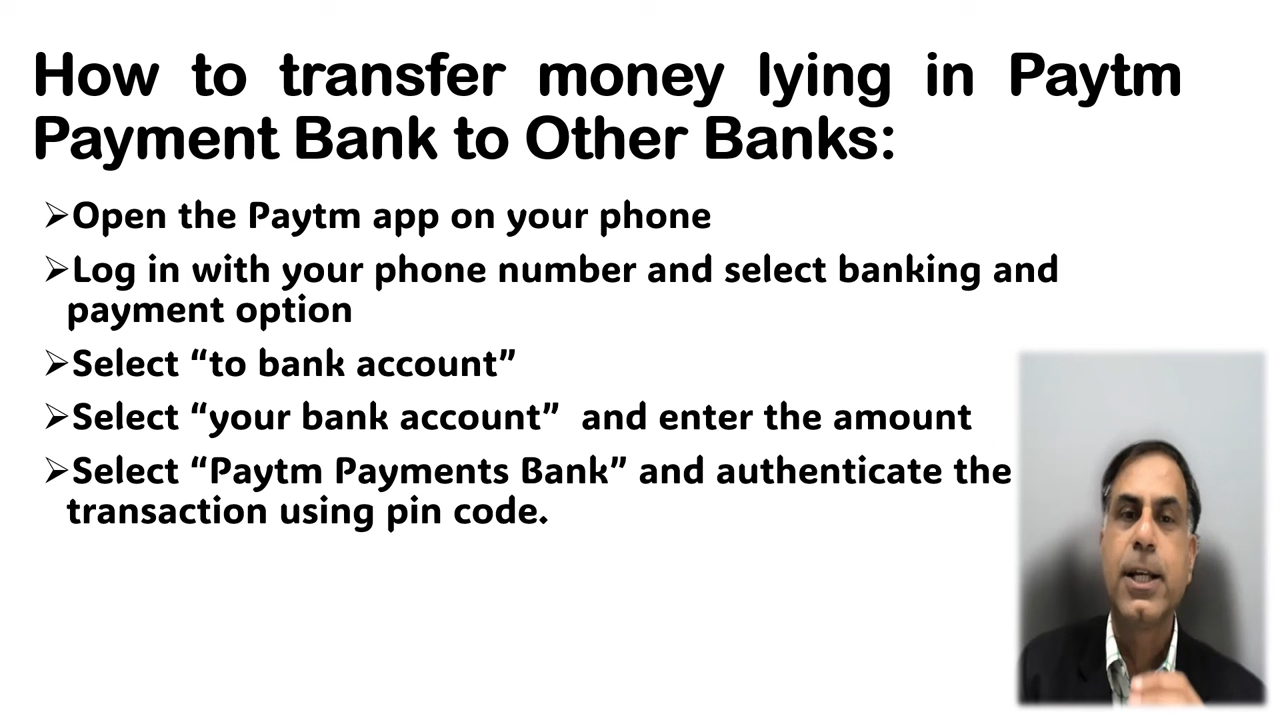 How to transfer money lying in Paytm
Payment Bank to Other Banks:
➢Open the Paytm app on your phone
➢Log in with your phone number and select banking and
payment option
➢Select “to bank account”
➢Select “your bank account”  and enter the amount
➢Select “Paytm Payments Bank” and authenticate the
transaction using pin code.